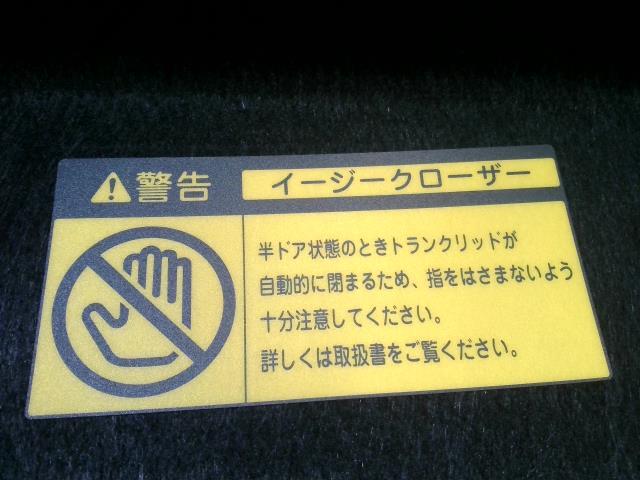 警告
イージークローザー
半ドア状態のときトランクリッドが
自動的に閉まるため、指をはさまないよう
十分注意してください。
詳しくは取扱書をご覧ください。